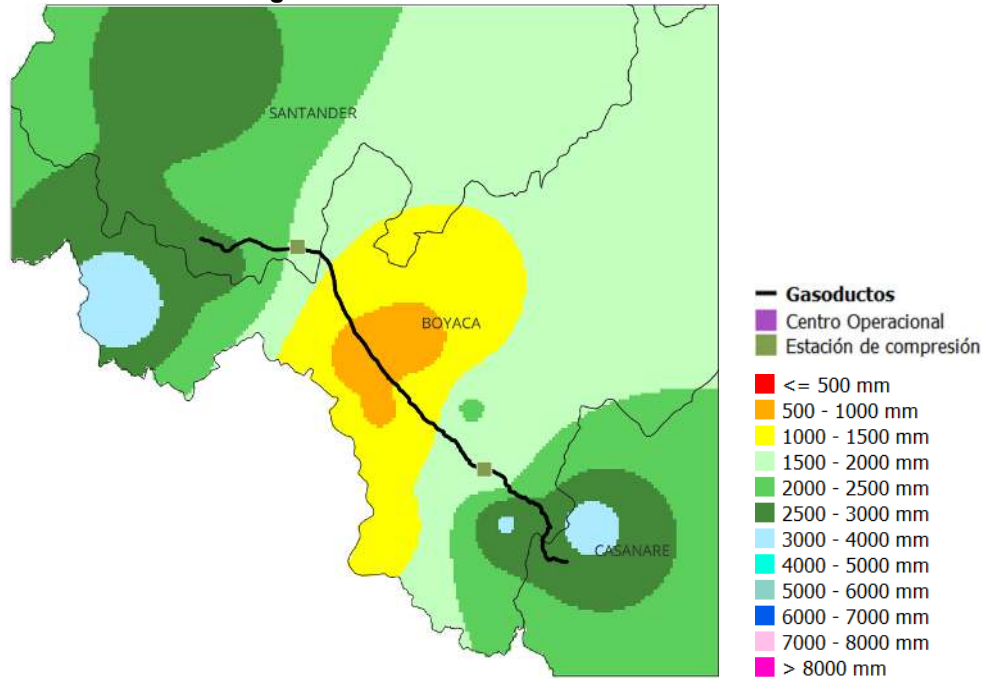 SANTANDER
BOYACA
CASANARE
Gasoductos
Centro Operacional
Estación de compresión
<= 500 mm
500 - 1000 mm
1000 - 1500 mm
1500 - 2000 mm
2000 - 2500 mm
2500 - 3000 mm
3000 - 4000 mm
4000 - 5000 mm
5000 - 6000 mm
6000 - 7000 mm
7000 - 8000 mm
> 8000 mm